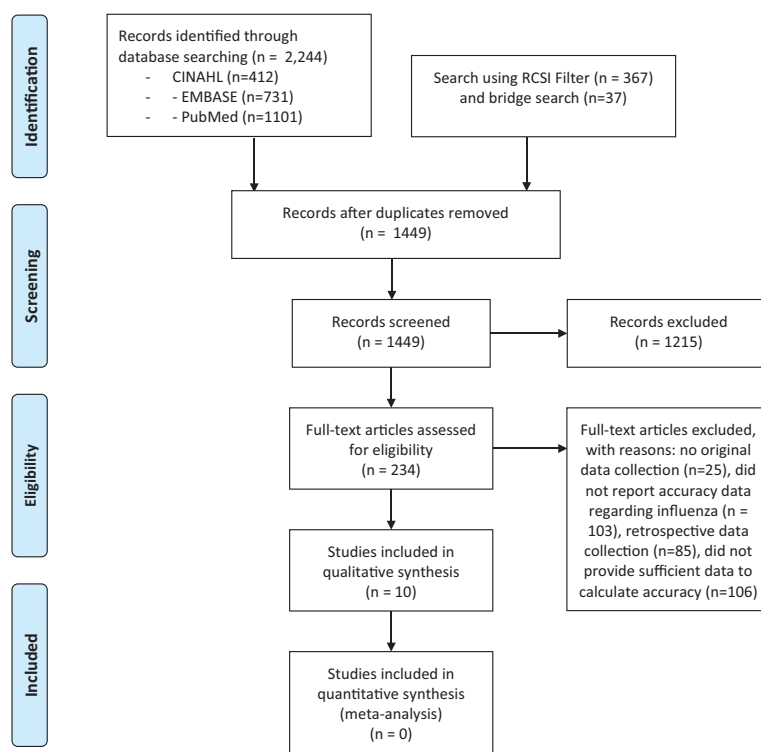 Identification
Records identified through
database searching (n = 2,244)
- CINAHL (n=412)
- - EMBASE (n=731)
- - PubMed (n=1101)
Search using RCSI Filter (n = 367)
and bridge search (n=37)
Screening
Records after duplicates removed
(n = 1449)
Records screened
(n = 1449)
Records excluded
(n = 1215)
Eligibility
Full-text articles assessed
for eligibility
(n = 234)
Full-text articles excluded,
with reasons: no original
data collection (n=25), did
not report accuracy data
regarding influenza (n =
103), retrospective data
collection (n=85), did not
provide sufficient data to
calculate accuracy (n=106)
Studies included in
qualitative synthesis
(n = 10)
Included
Studies included in
quantitative synthesis
(meta-analysis)
(n = 0)